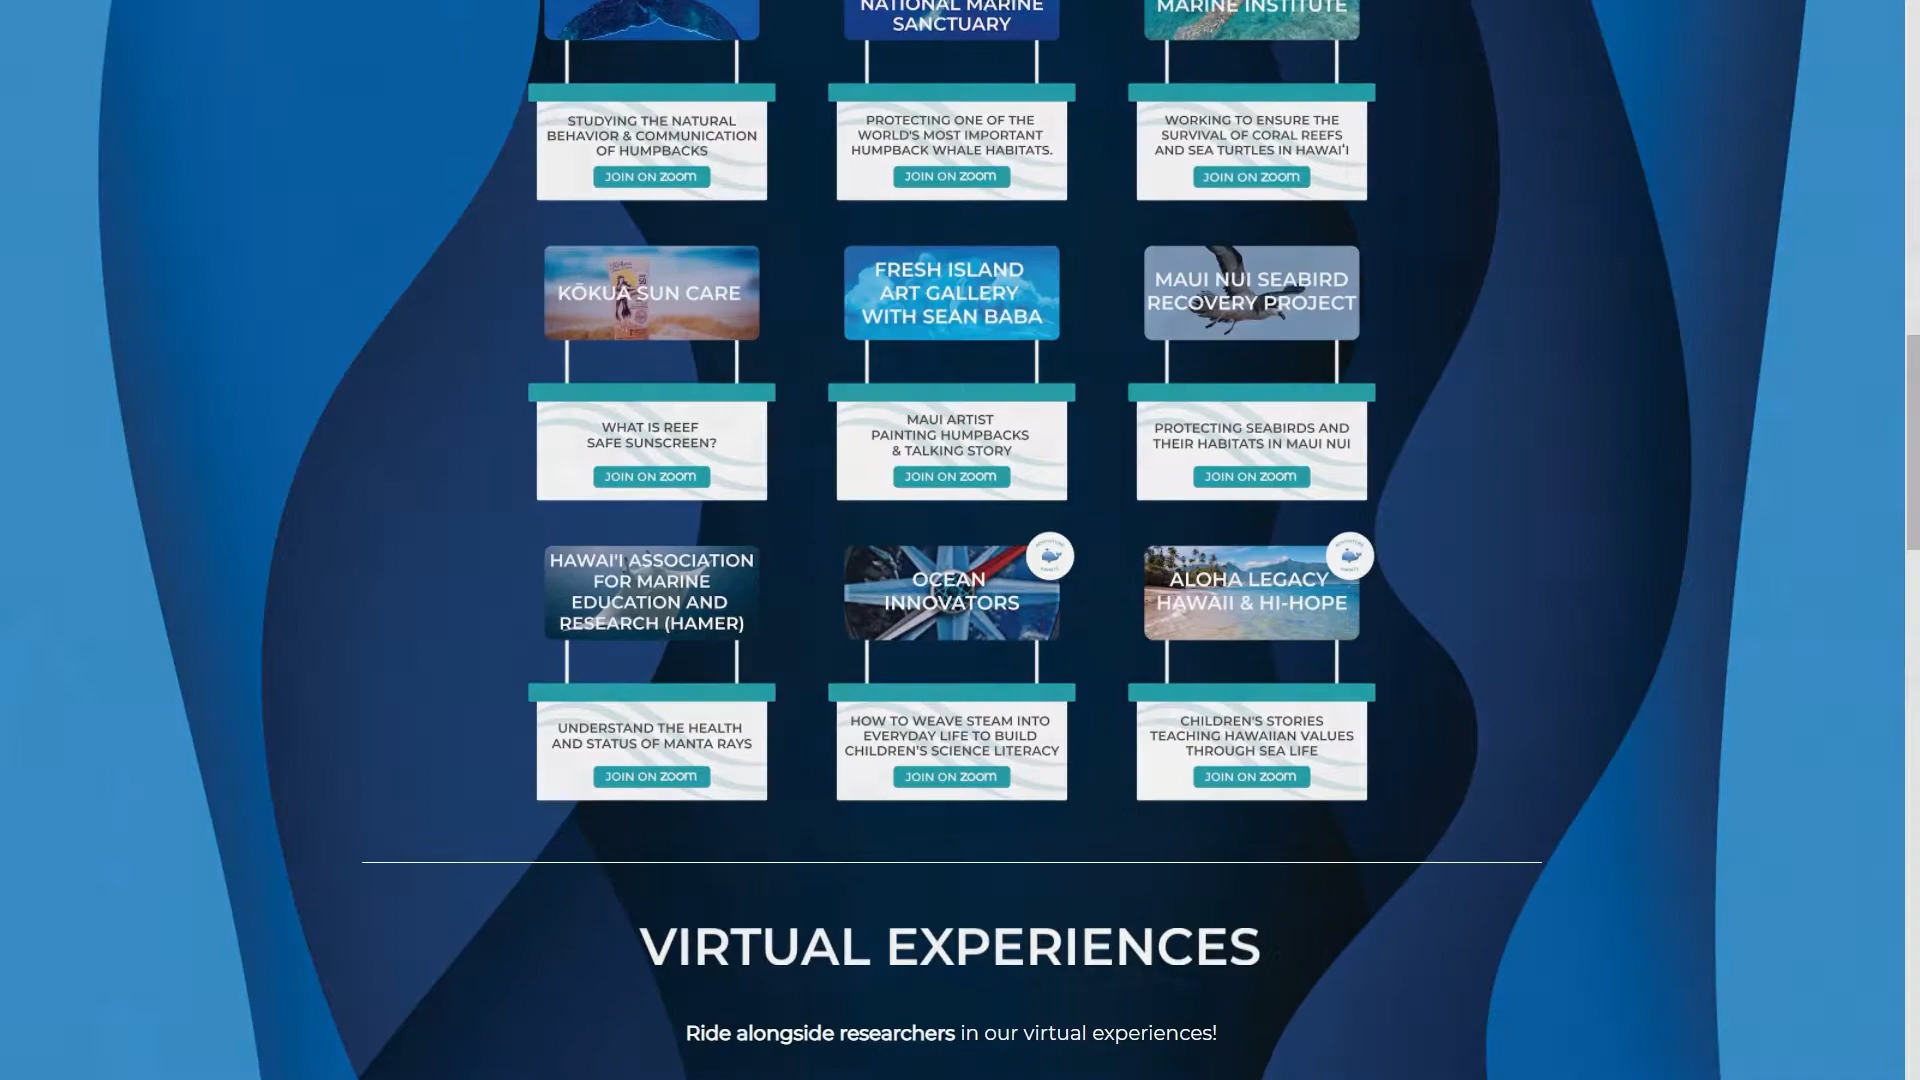 NATIONAL MARINE
SANCTUARY
MARINE INSTITUTE
STUDYING THE NATURAL
BEHAVIOR & COMMUNICATION
OF HUMPBACKS
JOIN ON zoom
PROTECTING ONE OF THE
WORLD'S MOST IMPORTANT
HUMPBACK WHALE HABITATS.
JOIN ON zoom
WORKING TO ENSURE THE
SURVIVAL OF CORAL REEFS
AND SEA TURTLES IN HAWAIʻI
JOIN ON zoom
KŌKUA SUN CARE
FRESH ISLAND
ART GALLERY
WITH SEAN BABA
MAUI NUI SEABIRD
RECOVERY PROJECT
WHAT IS REEF
SAFE SUNSCREEN?
JOIN ON zoom
MAUI ARTIST
PAINTING HUMPBACKS
& TALKING STORY
JOIN ON zoom
PROTECTING SEABIRDS AND
THEIR HABITATS IN MAUI NUI
JOIN ON zoom
HAWAI'I ASSOCIATION
FOR MARINE
EDUCATION AND
RESEARCH (HAMER)
OCEAN
INNOVATORS
ALOHA LEGACY
HAWAII & HI-HOPE
UNDERSTAND THE HEALTH
AND STATUS OF MANTA RAYS
JOIN ON zoom
HOW TO WEAVE STEAM INTO
EVERYDAY LIFE TO BUILD
CHILDREN'S SCIENCE LITERACY
JOIN ON zoom
CHILDREN'S STORIES
TEACHING HAWAIIAN VALUES
THROUGH SEA LIFE
JOIN ON zoom
VIRTUAL EXPERIENCES
Ride alongside researchers in our virtual experiences!